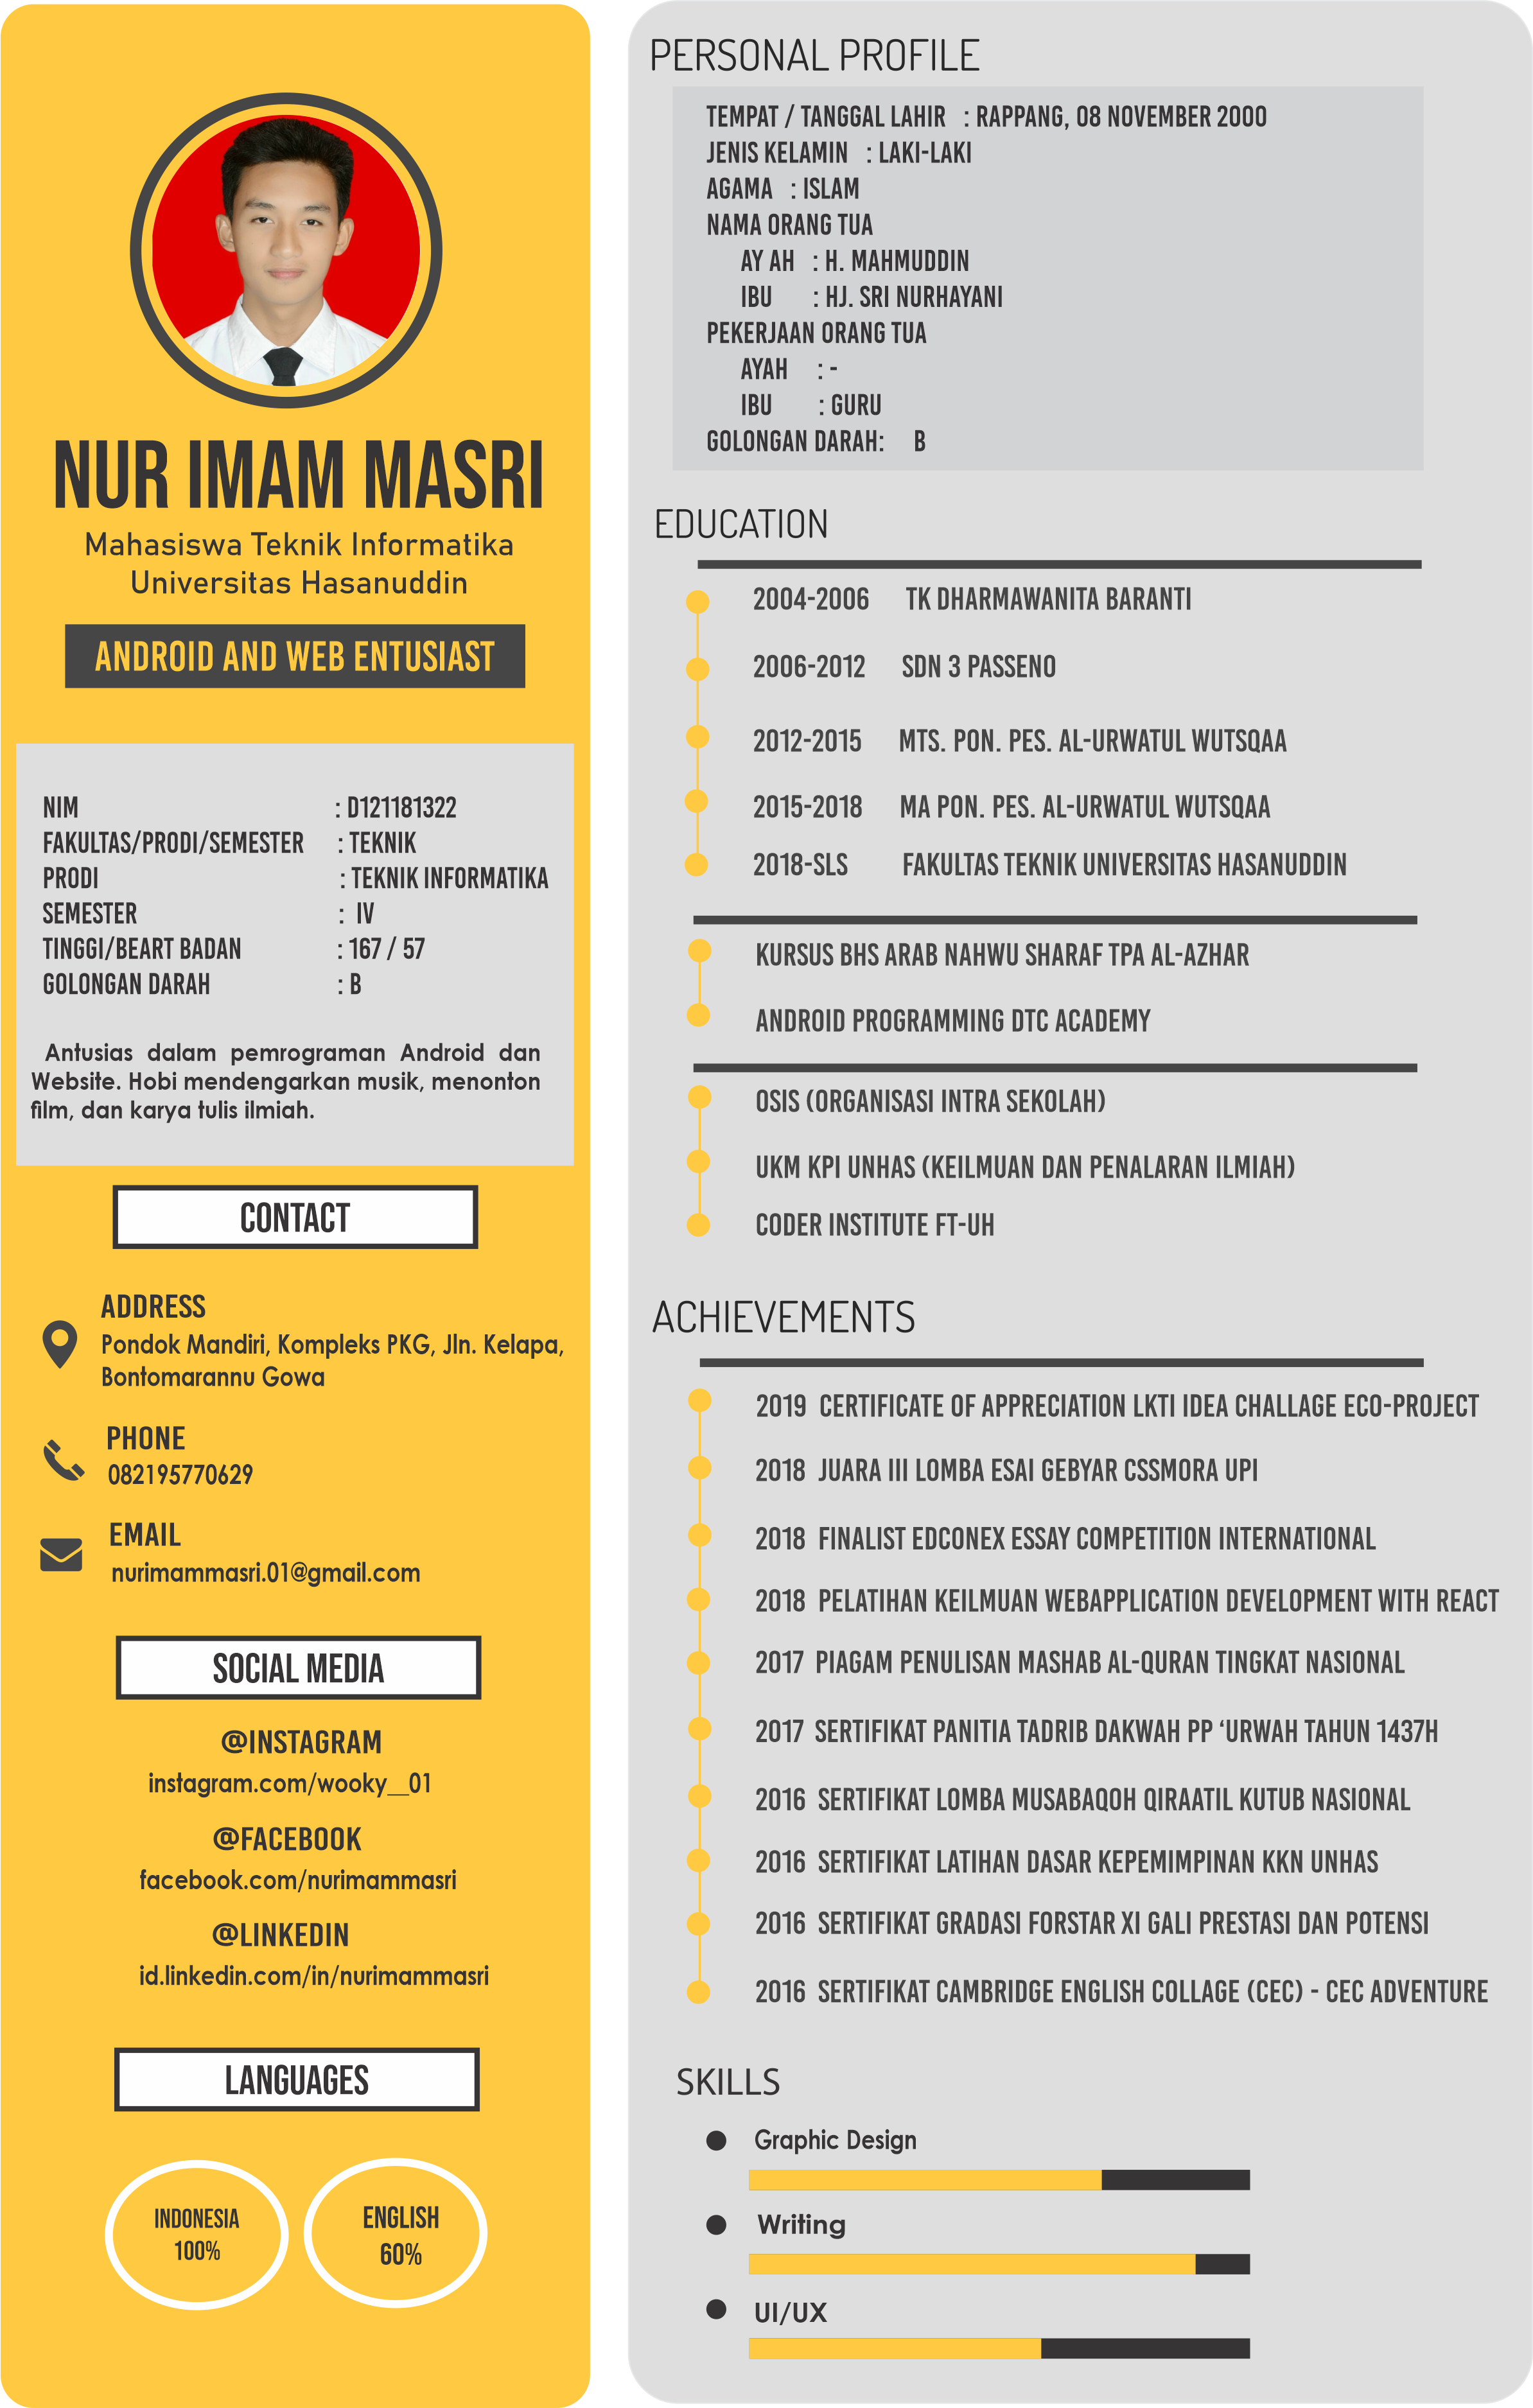 NUR IMAM MASRI
Mahasiswa Teknik Informatika
Universitas Hasanuddin
ANDROID AND WEB ENTUSIAST
NIM : D121181322
FAKULTAS/PRODI/SEMESTER : TEKNIK
PRODI : TEKNIK INFORMATIKA
SEMESTER : IV
TINGGI/BEART BADAN : 167 / 57
GOLONGAN DARAH : B
Antusias dalam pemrograman Android dan
Website. Hobi mendengarkan musik, menonton
film, dan karya tulis ilmiah.
CONTACT
ADDRESS
Pondok Mandiri, Kompleks PKG, Jln. Kelapa,
Bontomarannu Gowa
PHONE
082195770629
EMAIL
nurimammasri.01@gmail.com
SOCIAL MEDIA
@INSTAGRAM
instagram.com/wooky__01
@FACEBOOK
facebook.com/nurimammasri
@LINKEDIN
id.linkedin.com/in/nurimammasri
LANGUAGES
INDONESIA
100%
ENGLISH
60%
PERSONAL PROFILE
TEMPAT / TANGGAL LAHIR : RAPPANG, 08 NOVEMBER 2000
JENIS KELAMIN : LAKI-LAKI
AGAMA : ISLAM
NAMA ORANG TUA
AY AH : H. MAHMUDDIN
IBU : HJ. SRI NURHAYANI
PEKERJAAN ORANG TUA
AYAH : -
IBU : GURU
GOLONGAN DARAH: B
EDUCATION
2004-2006 TK DHARMAWANITA BARANTI
2006-2012 SDN 3 PASSENO
2012-2015 MTS. PON. PES. AL-URWATUL WUTSQAA
2015-2018 MA PON. PES. AL-URWATUL WUTSQAA
2018-SLS FAKULTAS TEKNIK UNIVERSITAS HASANUDDIN
KURSUS BHS ARAB NAHWU SHARAF TPA AL-AZHAR
ANDROID PROGRAMMING DTC ACADEMY
OSIS (ORGANISASI INTRA SEKOLAH)
UKM KPI UNHAS (KEILMUAN DAN PENALARAN ILMIAH)
CODER INSTITUTE FT-UH
ACHIEVEMENTS
2019 CERTIFICATE OF APPRECIATION LKTI IDEA CHALLAGE ECO-PROJECT
2018 JUARA III LOMBA ESAI GEBYAR CSSMORA UPI
2018 FINALIST EDCONEX ESSAY COMPETITION INTERNATIONAL
2018 PELATIHAN KEILMUAN WEBAPPLICATION DEVELOPMENT WITH REACT
2017 PIAGAM PENULISAN MASHAB AL-QURAN TINGKAT NASIONAL
2017 SERTIFIKAT PANITIA TADRIB DAKWAH PP ‘URWAH TAHUN 1437H
2016 SERTIFIKAT LOMBA MUSABAQOH QIRAATIL KUTUB NASIONAL
2016 SERTIFIKAT LATIHAN DASAR KEPEMIMPINAN KKN UNHAS
2016 SERTIFIKAT GRADASI FORSTAR XI GALI PRESTASI DAN POTENSI
2016 SERTIFIKAT CAMBRIDGE ENGLISH COLLAGE (CEC) - CEC ADVENTURE
SKILLS
Graphic Design
Writing
UI/UX